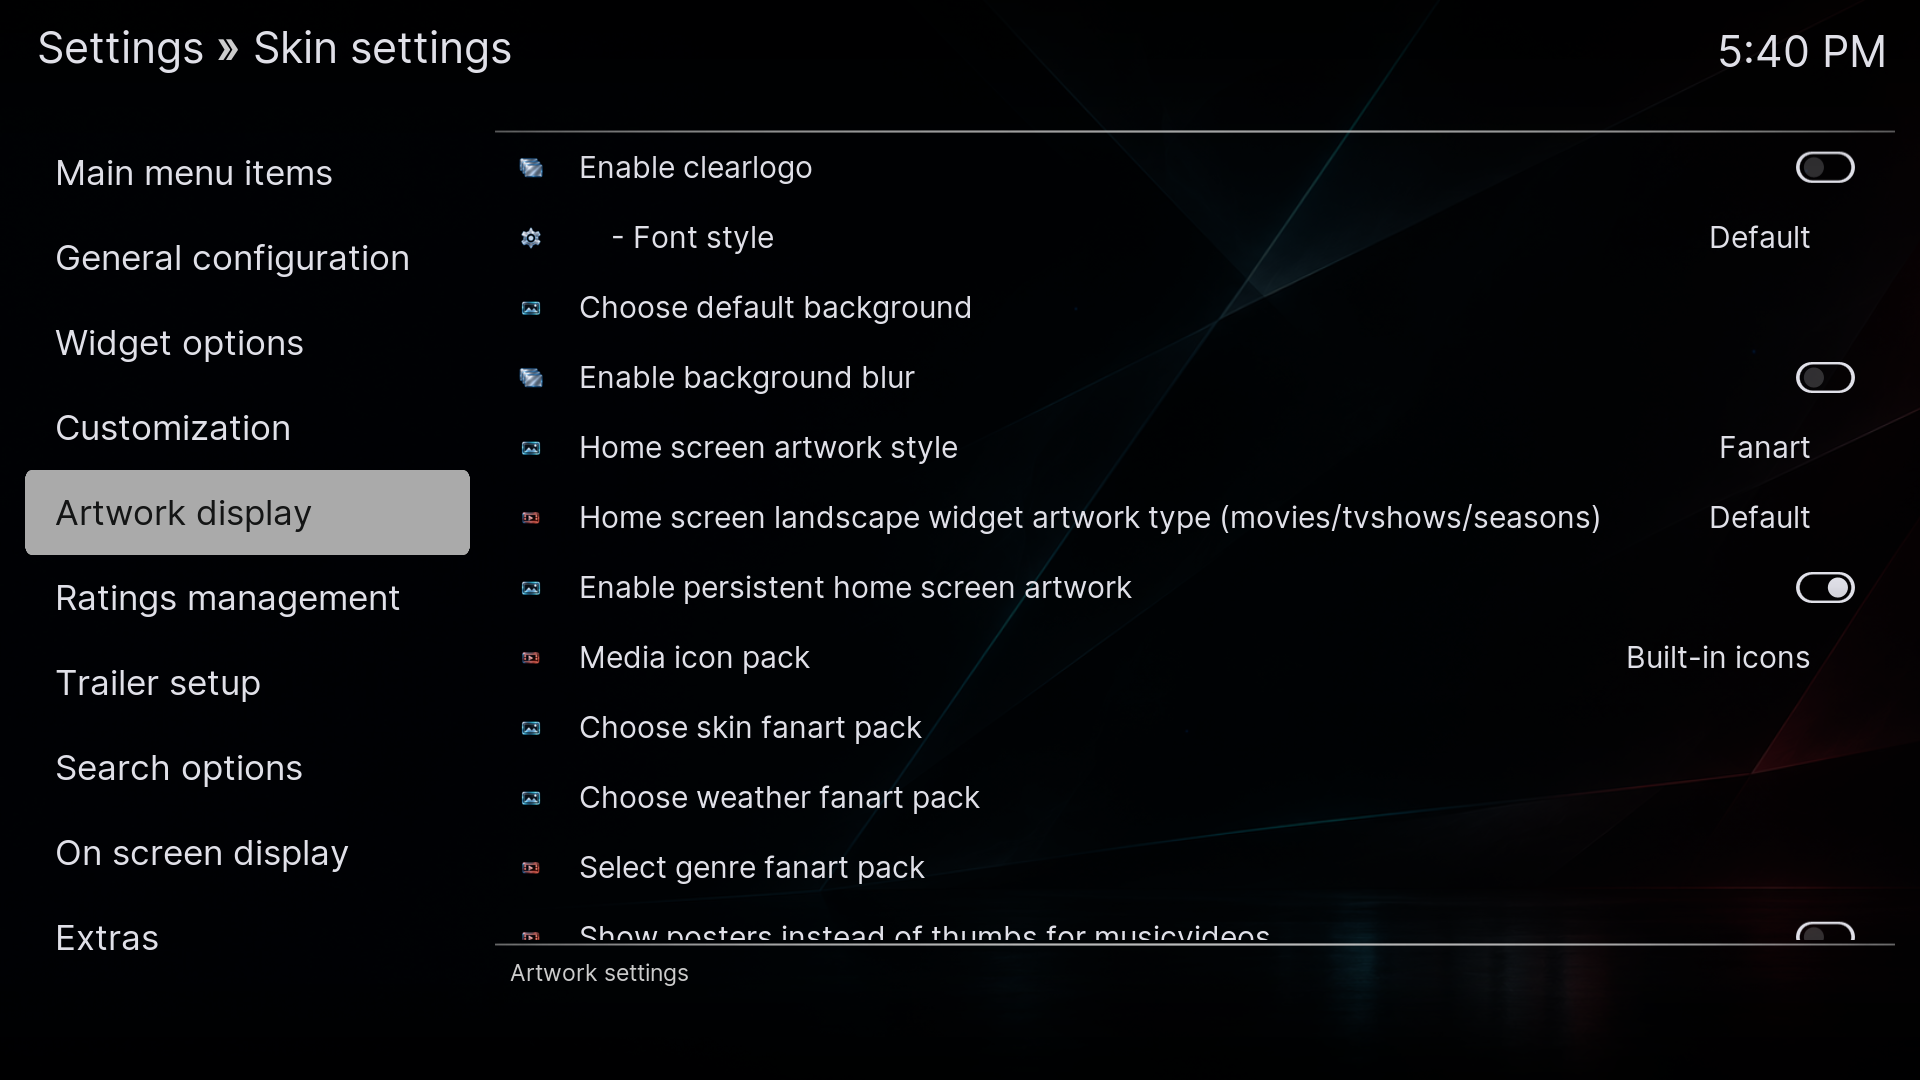 Settings » Skin settings
5:40 PM
Main menu items
General configuration
Widget options
Customization
Artwork display
Ratings management
Trailer setup
Search options
On screen display
Extras
Enable clearlogo
- Font style Default
Choose default background
Enable background blur
Home screen artwork style Fanart
Home screen landscape widget artwork type (movies/tvshows/seasons) Default
Enable persistent home screen artwork
Media icon pack Built-in icons
Choose skin fanart pack
Choose weather fanart pack
Select genre fanart pack
Show posters instead of thumbs for musicvideos
Artwork settings